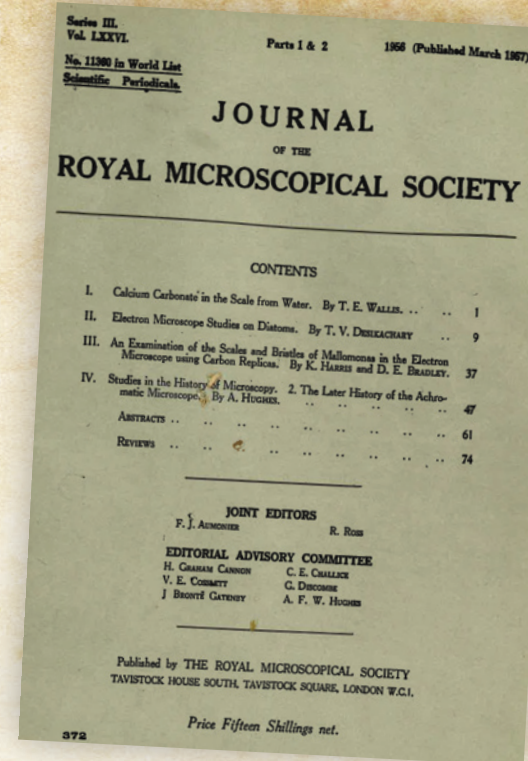 Series III.
Vol. LXXVI.
Parts 1 & 2
1956 (Published March 1957)
No. 11360 in World List
Scientific Periodicals.
JOURNAL
OF THE
ROYAL MICROSCOPICAL SOCIETY
CONTENTS
I. Calcium Carbonate in the Scale from Water. By T. E. WALLIS. .. .. 1
II. Electron Microscope Studies on Diatoms. By T. V. DESIKACHARY .. 9
III. An Examination of the Scales and Bristles of Mallomonas in the Electron
Microscope using Carbon Replicas. By K. HARRIS and D. E. BRADLEY. 37
IV. Studies in the History of Microscopy. 2. The Later History of the Achro-
matic Microscope. By A. HUGHES. .. .. .. .. .. 47
ABSTRACTS .. .. .. .. .. .. .. .. .. 61
REVIEWS .. .. .. .. .. .. .. .. .. 74
JOINT EDITORS
F. J. AUMONIER R. ROSS
EDITORIAL ADVISORY COMMITTEE
H. GRAHAM CANNON C. E. CHALLICE
V. E. COSSLETT G. DISCOMBE
J BRONTË GATENBY A. F. W. HUGHES
Published by THE ROYAL MICROSCOPICAL SOCIETY
TAVISTOCK HOUSE SOUTH, TAVISTOCK SQUARE, LONDON W.C.1.
Price Fifteen Shillings net.
372